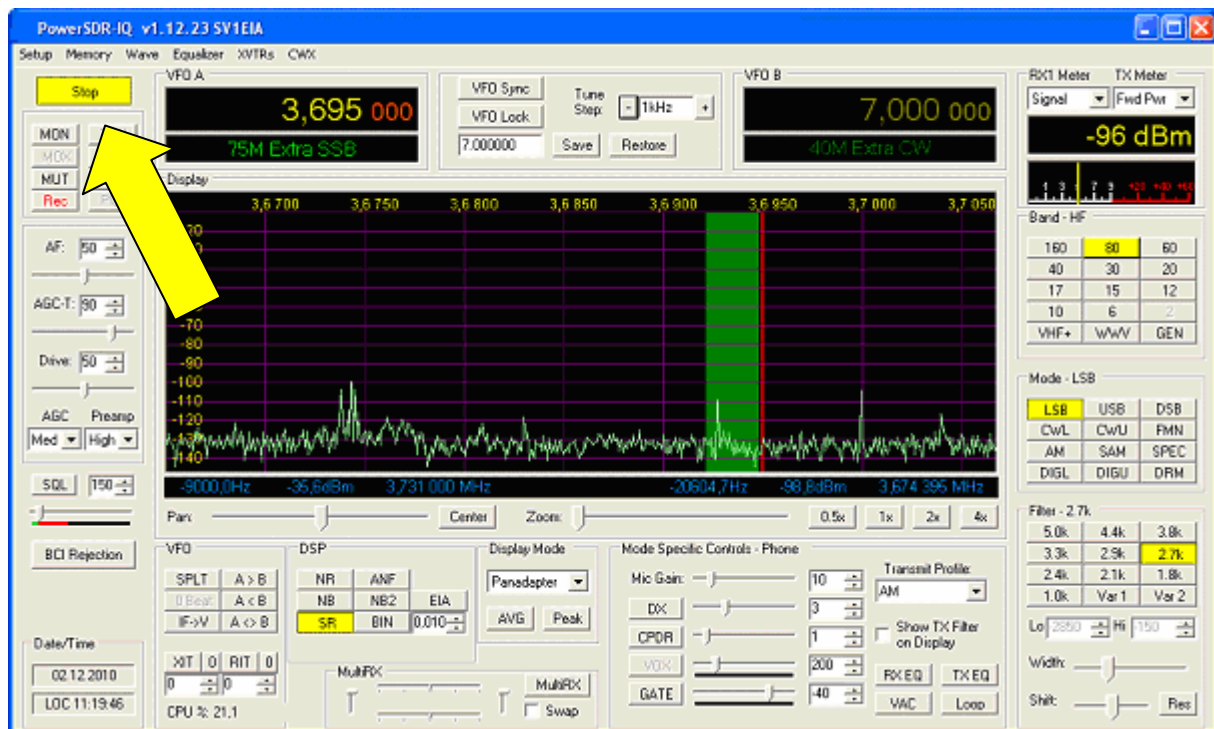 PowerSDR-IQ v1.12.23 SV1EIA
Setup Memory Wave Equalizer XVTRs CWX
Stop
MON
MOX
MUT
Rec
AF: 50
AGC-T: 90
Drive: 50
AGC Preamp
Med High
SQL 150
BCI Rejection
Date/Time
02.12.2010
LOC 11:19:46
VFO A
3,695 000
75M Extra SSB
VFO Sync
VFO Lock
Tune
Step: - 1kHz +
7.000000 Save Restore
VFO B
7,000 000
40M Extra CW
RX1 Meter TX Meter
Signal Fwd Pwr
-96 dBm
Display
3,6 700 3,6 750 3,6 800 3,6 850 3,6 900 3,6 950 3,7 000 3,7 050
-70
-80
-90
-100
-110
-120
-130
-140
-9000,0Hz -35,6dBm 3,731 000 MHz -20604,7Hz -98,8dBm 3,674 395 MHz
Pan: Center Zoom: 0.5x 1x 2x 4x
VFO
SPLT A > B
0 Beat A < B
IF->V A <> B
XIT 0 RIT 0
0 0
CPU %: 21,1
DSP
NR ANF
NB NB2 EIA
SR BIN 0,010
Display Mode
Panadapter
AVG Peak
MultiRX
MultiRX
Swap
Mode Specific Controls - Phone
Mic Gain: 10
DX 3
CPDR 1
VOX 200
GATE -40
Transmit Profile:
AM
Show TX Filter
on Display
RX EQ TX EQ
VAC Loop
Band - HF
160 80 60
40 30 20
17 15 12
10 6 2
VHF+ WWV GEN
Mode - LSB
LSB USB DSB
CWL CWU FMN
AM SAM SPEC
DIGL DIGU DRM
Filter - 2.7k
5.0k 4.4k 3.8k
3.3k 2.9k 2.7k
2.4k 2.1k 1.8k
1.0k Var 1 Var 2
Lo -2850 Hi -150
Width:
Shift: Res